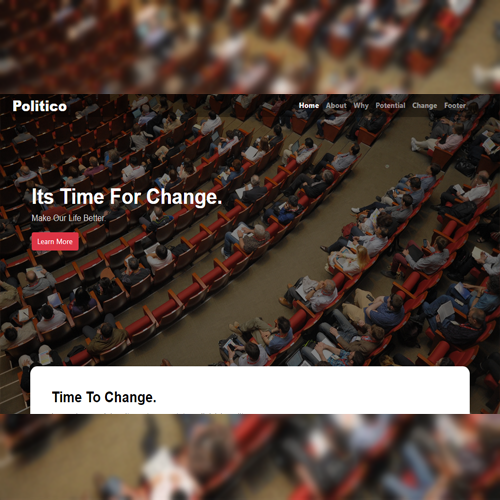 Politico
Home About Why Potential Change Footer
Its Time For Change.
Make Our Life Better.
Learn More
Time To Change.